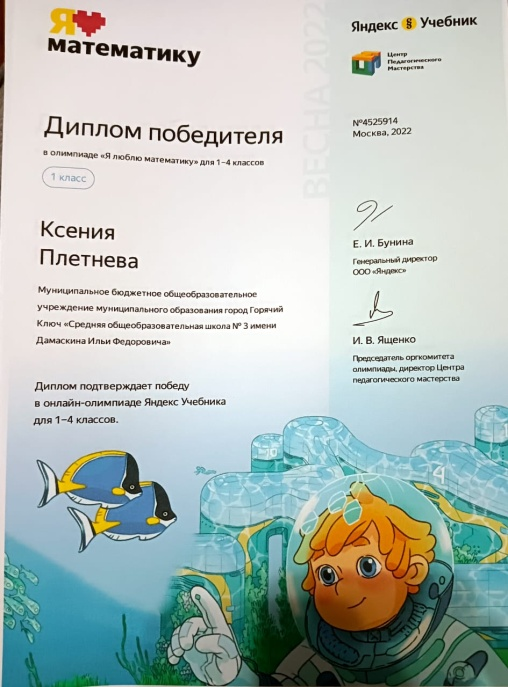 Я
математику
Яндекс Учебник
Центр
Педагогического
Мастерства
ВЕСНА 2022
Диплом победителя
в олимпиаде «Я люблю математику» для 1–4 классов
1 класс
№4525914
Москва, 2022
Ксения
Плетнева
Муниципальное бюджетное общеобразовательное
учреждение муниципального образования город Горячий
Ключ «Средняя общеобразовательная школа № 3 имени
Дамаскина Ильи Федоровича»
Диплом подтверждает победу
в онлайн-олимпиаде Яндекс Учебника
для 1–4 классов.
Е. И. Бунина
Генеральный директор
ООО «Яндекс»
И. В. Ященко
Председатель оргкомитета
олимпиады, директор Центра
педагогического мастерства